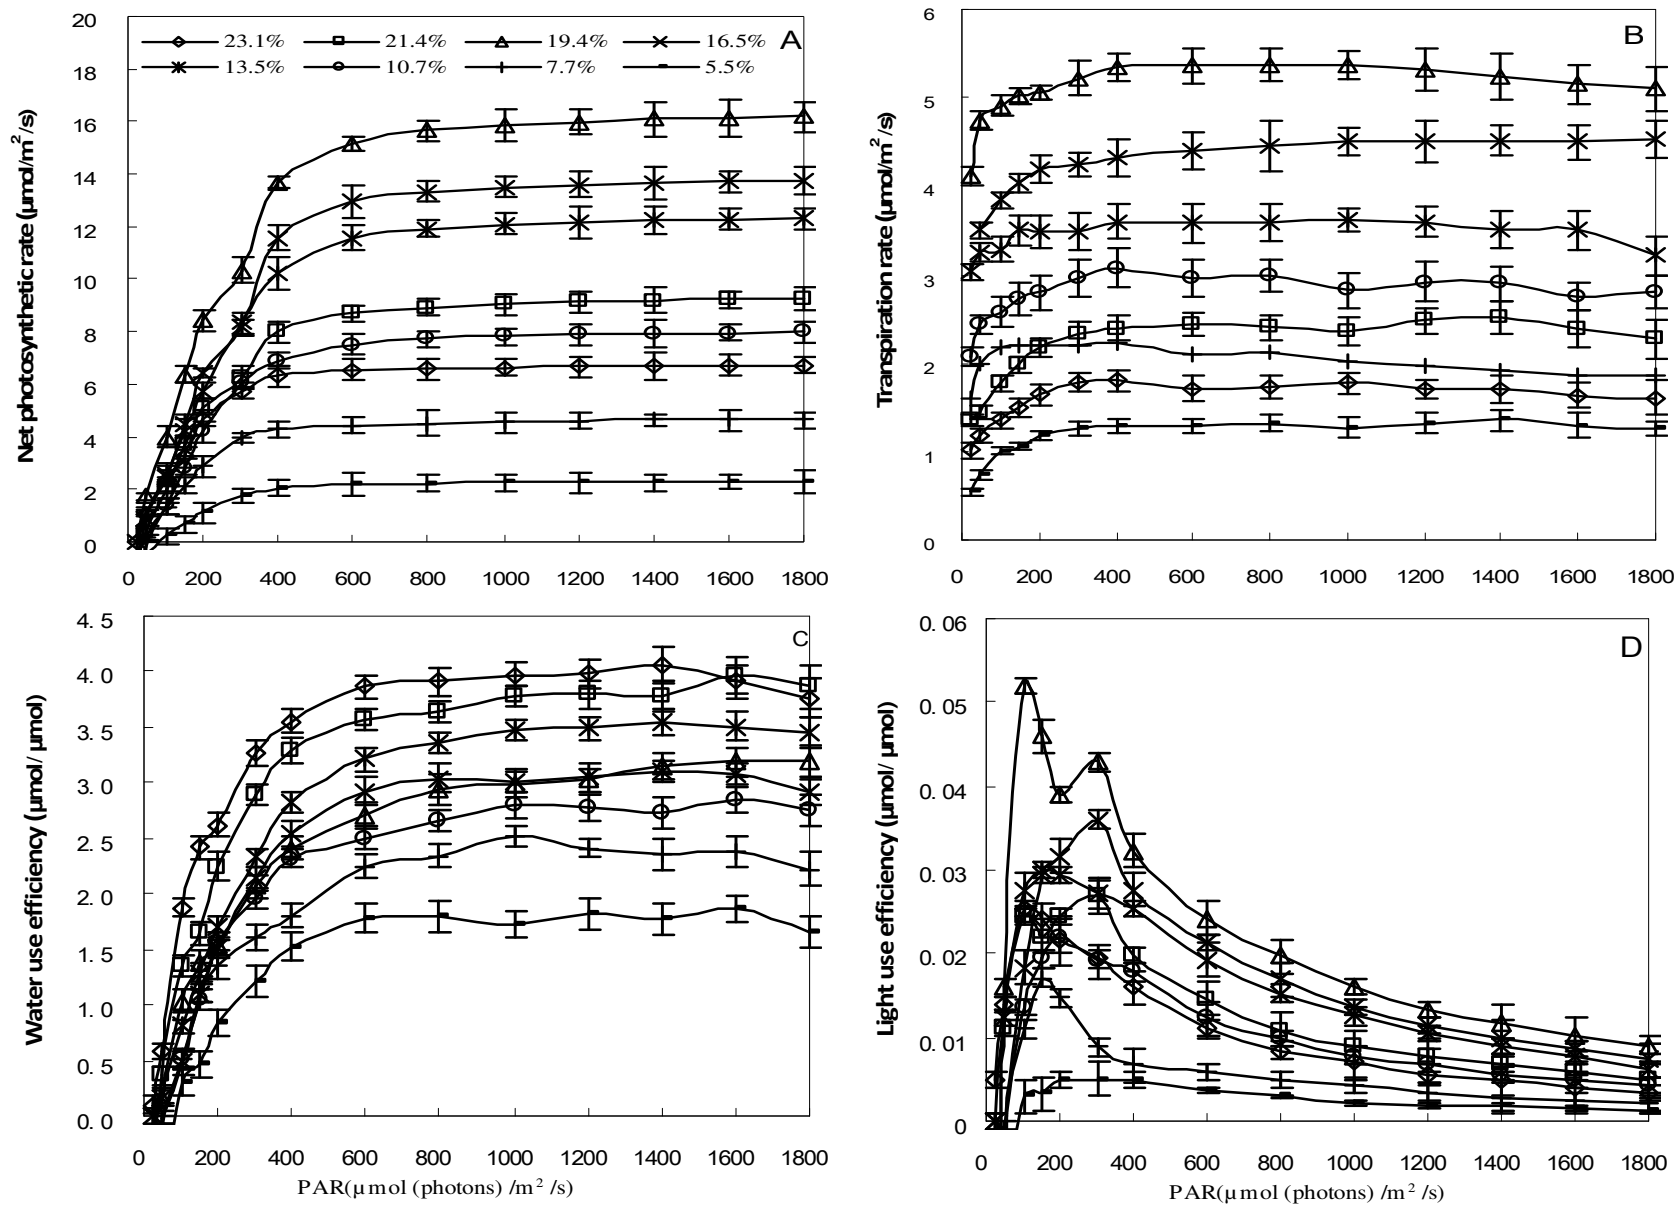 20
18
16
14
12
10
8
6
4
2
0
0 200 400 600 800 1000 1200 1400 1600 1800
Net photosynthetic rate (μmol/m²/s)
23.1% 21.4% 19.4% 16.5%
13.5% 10.7% 7.7% 5.5%
A
6
5
4
3
2
1
0
0 200 400 600 800 1000 1200 1400 1600 1800
Transpiration rate (μmol/m²/s)
B
4.5
4.0
3.5
3.0
2.5
2.0
1.5
1.0
0.5
0.0
0 200 400 600 800 1000 1200 1400 1600 1800
Water use efficiency (μmol/ μmol)
C
PAR(μmol (photons) /m² /s)
0.06
0.05
0.04
0.03
0.02
0.01
0
0 200 400 600 800 1000 1200 1400 1600 1800
Light use efficiency (μmol/ μmol)
D
PAR(μmol (photons) /m² /s)